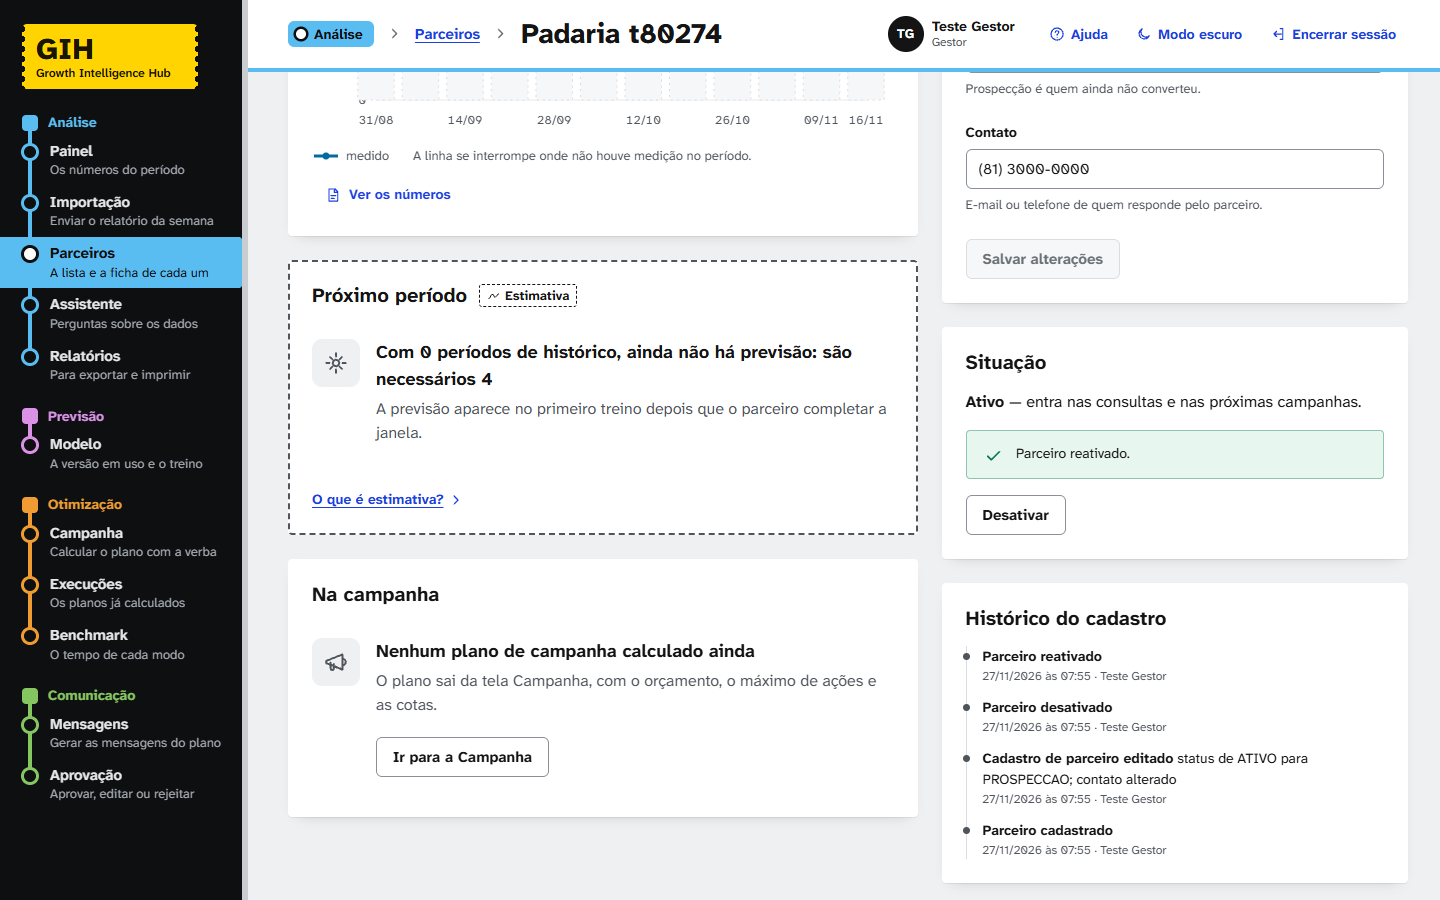 GIH
Growth Intelligence Hub
Análise
Painel
Os números do período
Importação
Enviar o relatório da semana
Parceiros
A lista e a ficha de cada um
Assistente
Perguntas sobre os dados
Relatórios
Para exportar e imprimir
Previsão
Modelo
A versão em uso e o treino
Otimização
Campanha
Calcular o plano com a verba
Execuções
Os planos já calculados
Benchmark
O tempo de cada modo
Comunicação
Mensagens
Gerar as mensagens do plano
Aprovação
Aprovar, editar ou rejeitar
Análise
Parceiros
Padaria t80274
TG
Teste Gestor
Gestor
Ajuda
Modo escuro
Encerrar sessão
0
31/08 14/09 28/09 12/10 26/10 09/11 16/11
medido
A linha se interrompe onde não houve medição no período.
Ver os números
Próximo período
Estimativa
Com 0 períodos de histórico, ainda não há previsão: são
necessários 4
A previsão aparece no primeiro treino depois que o parceiro completar a
janela.
O que é estimativa?
Na campanha
Nenhum plano de campanha calculado ainda
O plano sai da tela Campanha, com o orçamento, o máximo de ações e
as cotas.
Ir para a Campanha
Prospecção é quem ainda não converteu.
Contato
(81) 3000-0000
E-mail ou telefone de quem responde pelo parceiro.
Salvar alterações
Situação
Ativo — entra nas consultas e nas próximas campanhas.
Parceiro reativado.
Desativar
Histórico do cadastro
Parceiro reativado
27/11/2026 às 07:55 · Teste Gestor
Parceiro desativado
27/11/2026 às 07:55 · Teste Gestor
Cadastro de parceiro editado status de ATIVO para
PROSPECCAO; contato alterado
27/11/2026 às 07:55 · Teste Gestor
Parceiro cadastrado
27/11/2026 às 07:55 · Teste Gestor